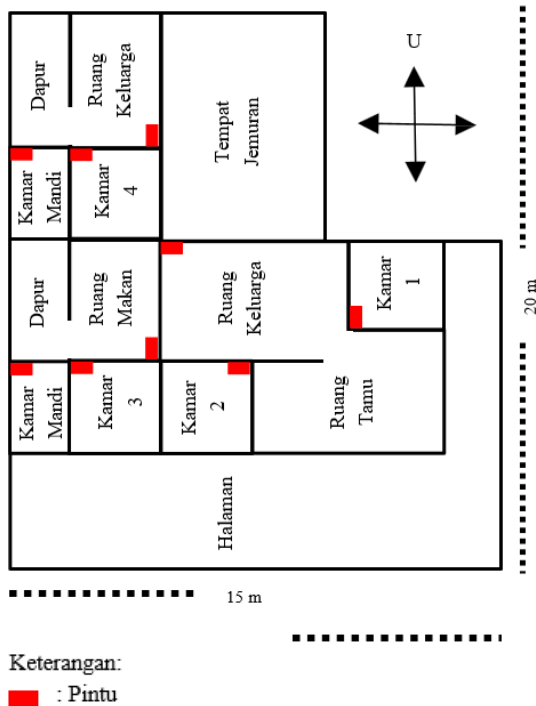 U
Dapur
Ruang
Keluarga
Tempat
Jemuran
Kamar
Mandi
Kamar
4
Dapur
Ruang
Makan
Ruang
Keluarga
Kamar
1
20 m
Kamar
Mandi
Kamar
3
Kamar
2
Ruang
Tamu
Halaman
15 m
Keterangan:
: Pintu